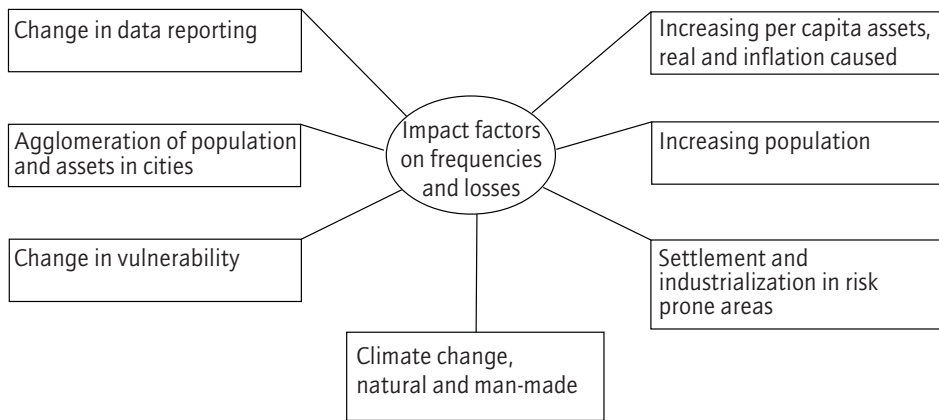 Change in data reporting
Increasing per capita assets,
real and inflation caused
Impact factors
on frequencies
and losses
Agglomeration of population
and assets in cities
Increasing population
Change in vulnerability
Settlement and
industrialization in risk
prone areas
Climate change,
natural and man-made